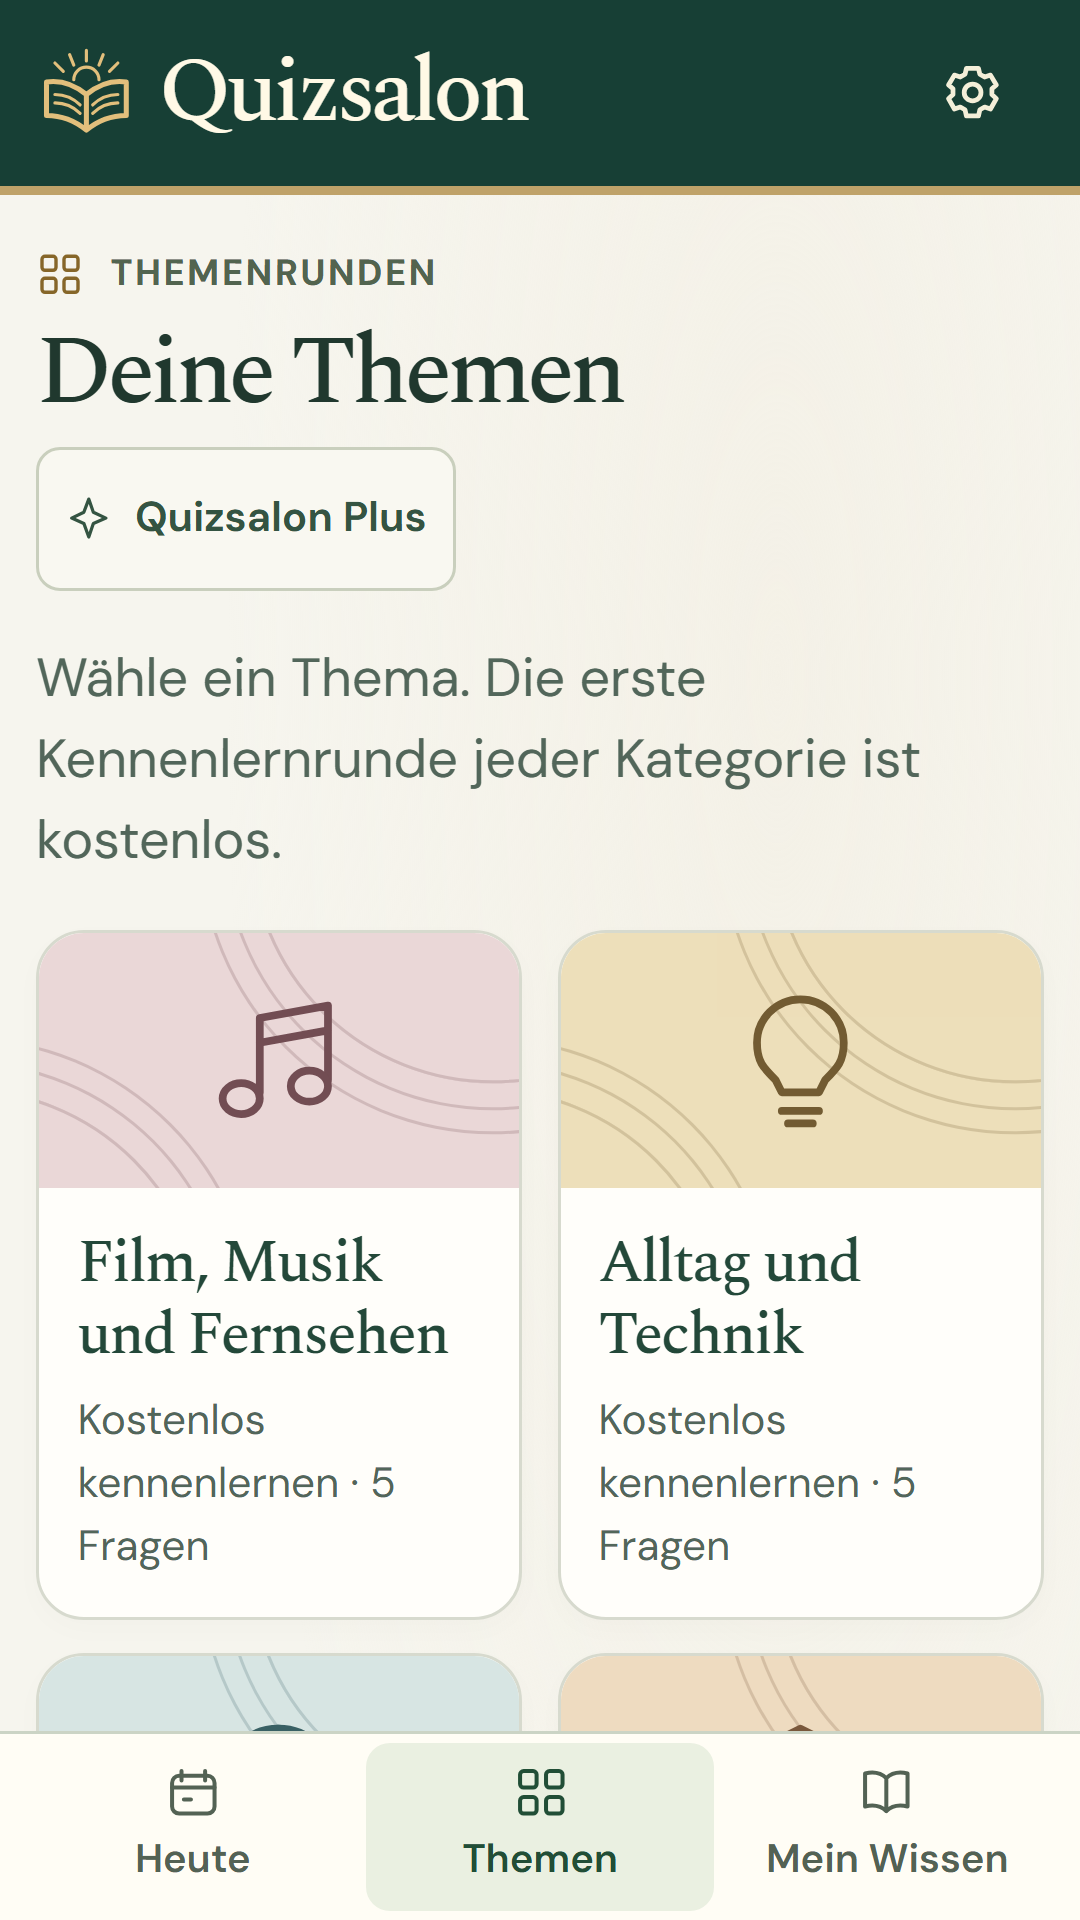 Quizsalon
THEMENRUNDEN
Deine Themen
Quizsalon Plus
Wähle ein Thema. Die erste
Kennenlernrunde jeder Kategorie ist
kostenlos.
Film, Musik
und Fernsehen
Kostenlos
kennenlernen · 5
Fragen
Alltag und
Technik
Kostenlos
kennenlernen · 5
Fragen
Heute
Themen
Mein Wissen